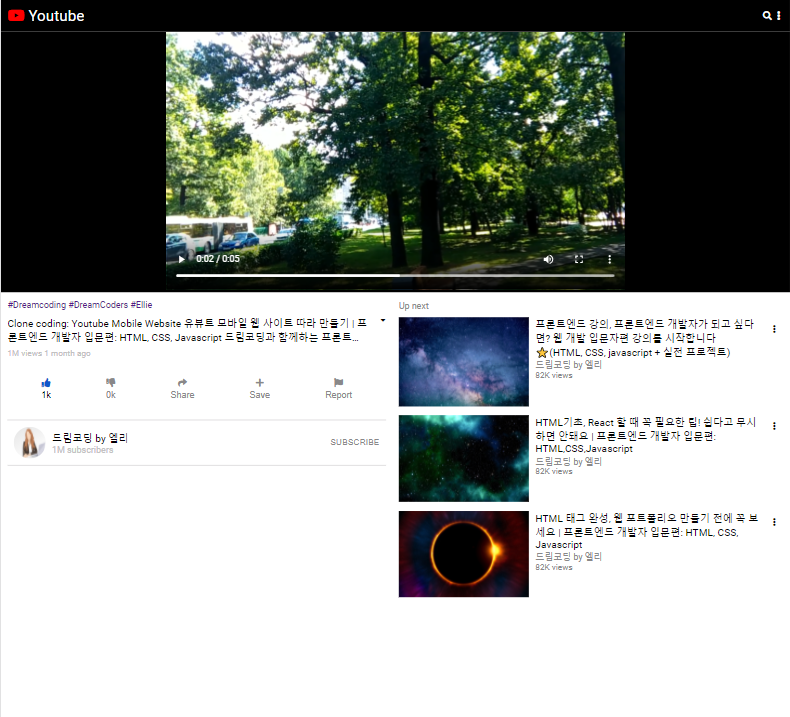 Youtube
0:02 / 0:05
#Dreamcoding #DreamCoders #Ellie
Clone coding: Youtube Mobile Website 유뷰트 모바일 웹 사이트 따라 만들기 | 프
론트엔드 개발자 입문편: HTML, CSS, Javascript 드림코딩과 함께하는 프론트...
1M views 1 month ago
1k
0k
Share
Save
Report
드림코딩 by 엘리
1M subscribers
SUBSCRIBE
Up next
프론트엔드 강의, 프론트엔드 개발자가 되고 싶다
면? 웹 개발 입문자편 강의를 시작합니다
⭐(HTML, CSS, javascript + 실전 프로젝트)
드림코딩 by 엘리
82K views
HTML기초, React 할 때 꼭 필요한 팁! 쉽다고 무시
하면 안돼요 | 프론트엔드 개발자 입문편:
HTML,CSS,Javascript
드림코딩 by 엘리
82K views
HTML 태그 완성, 웹 포트폴리오 만들기 전에 꼭 보
세요 | 프론트엔드 개발자 입문편: HTML, CSS,
Javascript
드림코딩 by 엘리
82K views